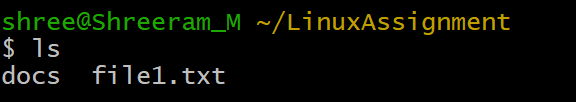 shree@Shreeram_M ~/LinuxAssignment
$ ls
docs  file1.txt